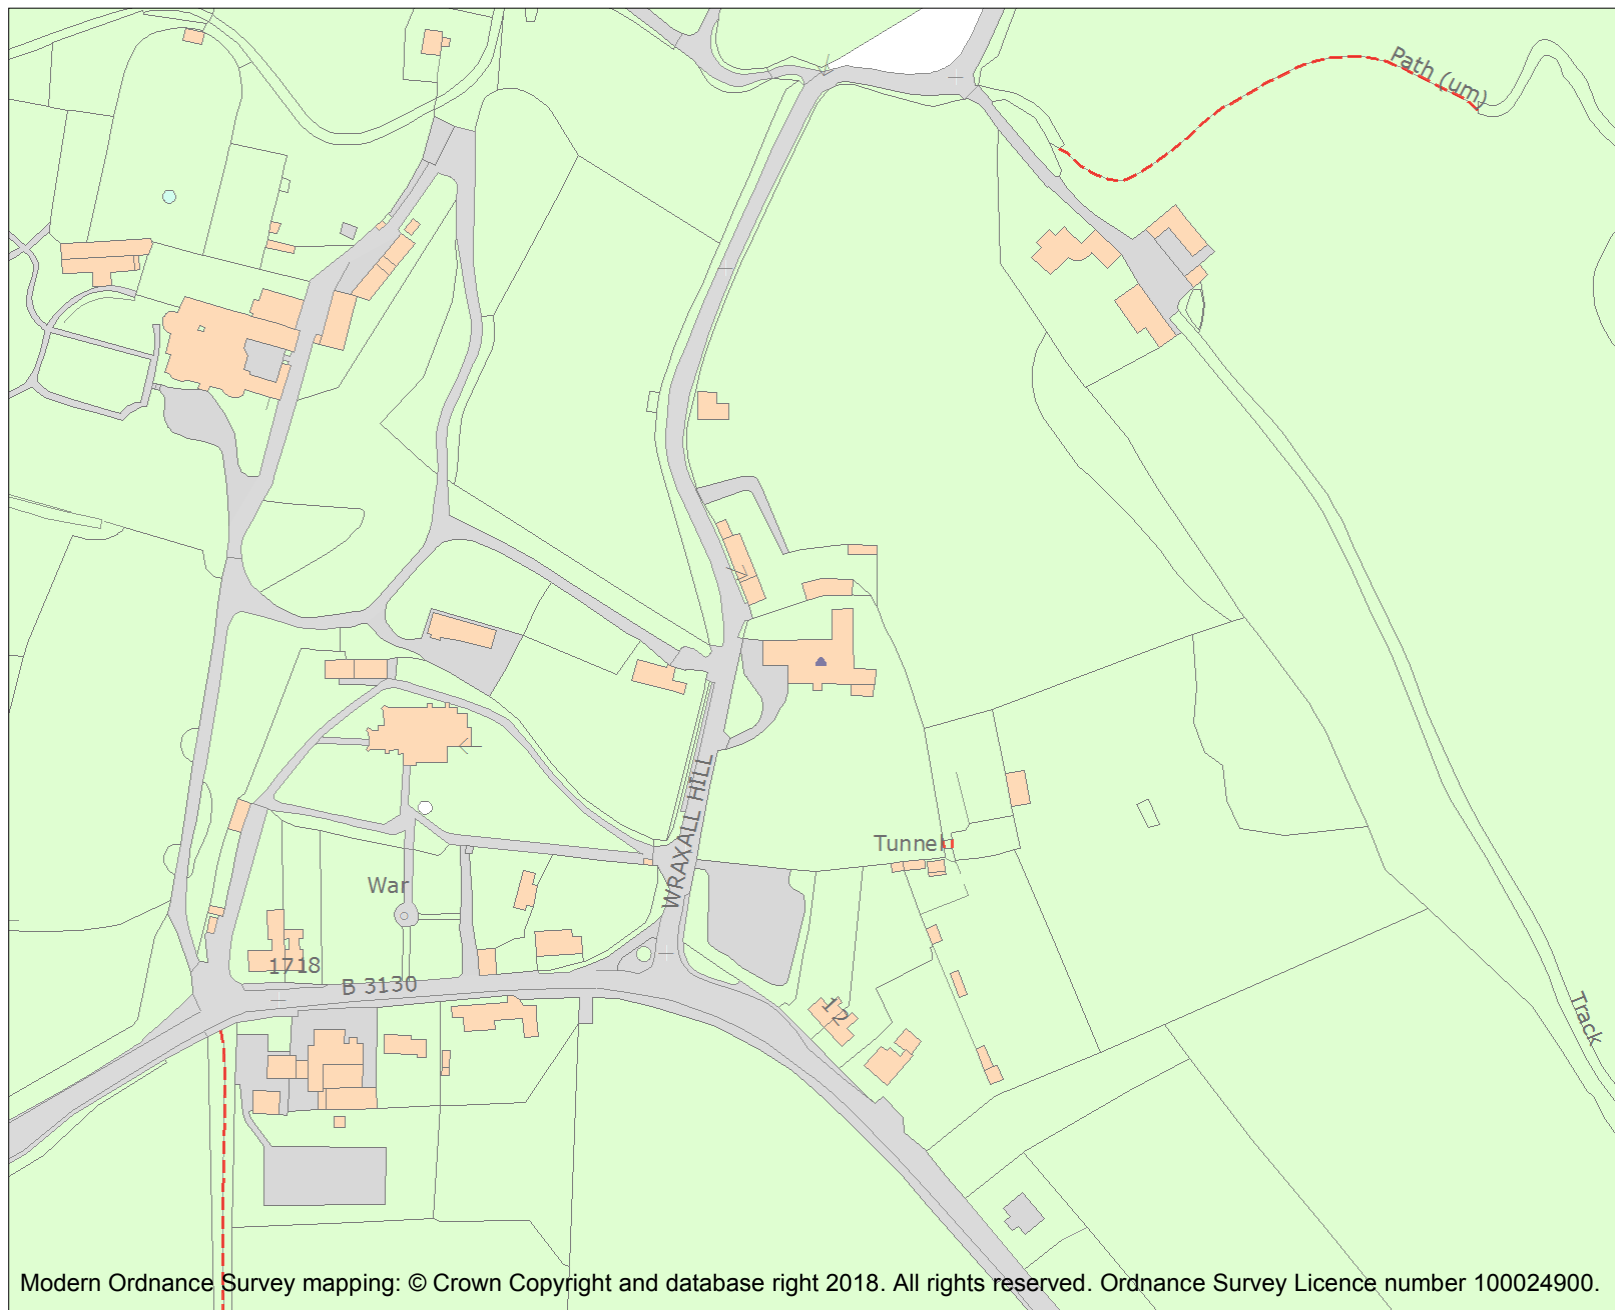 Path (um)
WRAXALL HILL
Tunnel
War
1718
B 3130
12
Track
Modern Ordnance Survey mapping: © Crown Copyright and database right 2018. All rights reserved. Ordnance Survey Licence number 100024900.